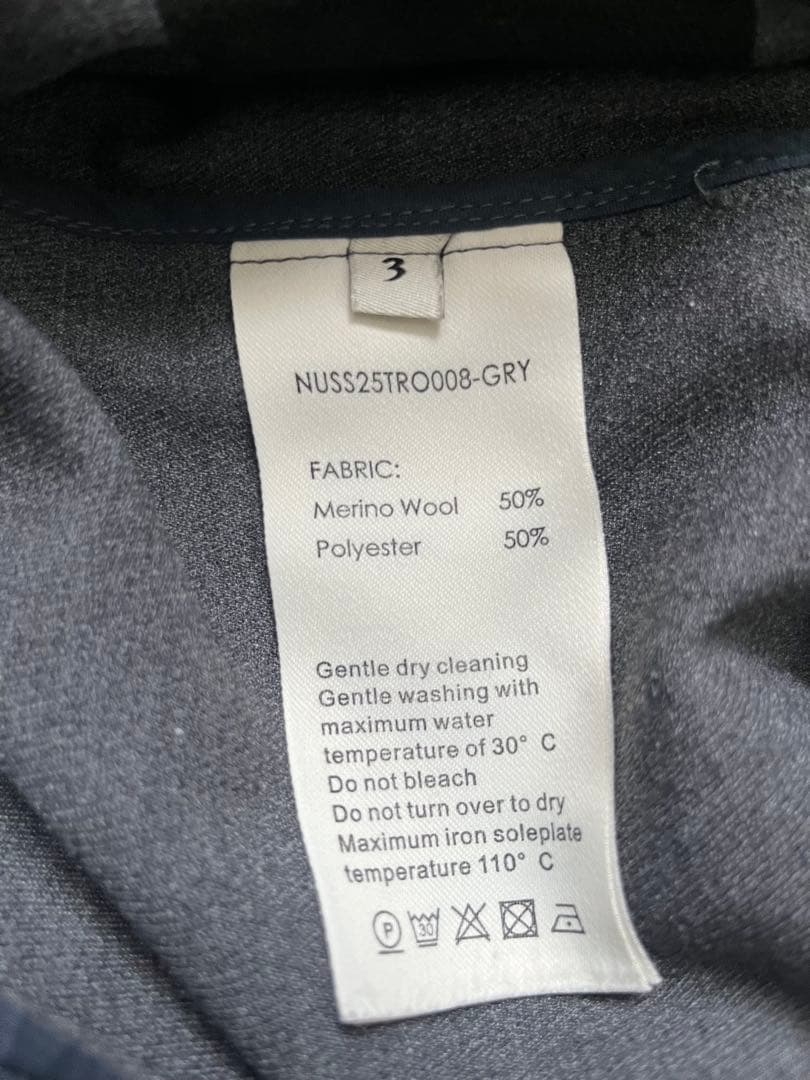 3
NUSS25TRO008-GRY
FABRIC:
Merino Wool 50%
Polyester 50%
Gentle dry cleaning
Gentle washing with
maximum water
temperature of 30° C
Do not bleach
Do not turn over to dry
Maximum iron soleplate
temperature 110° C
P 30